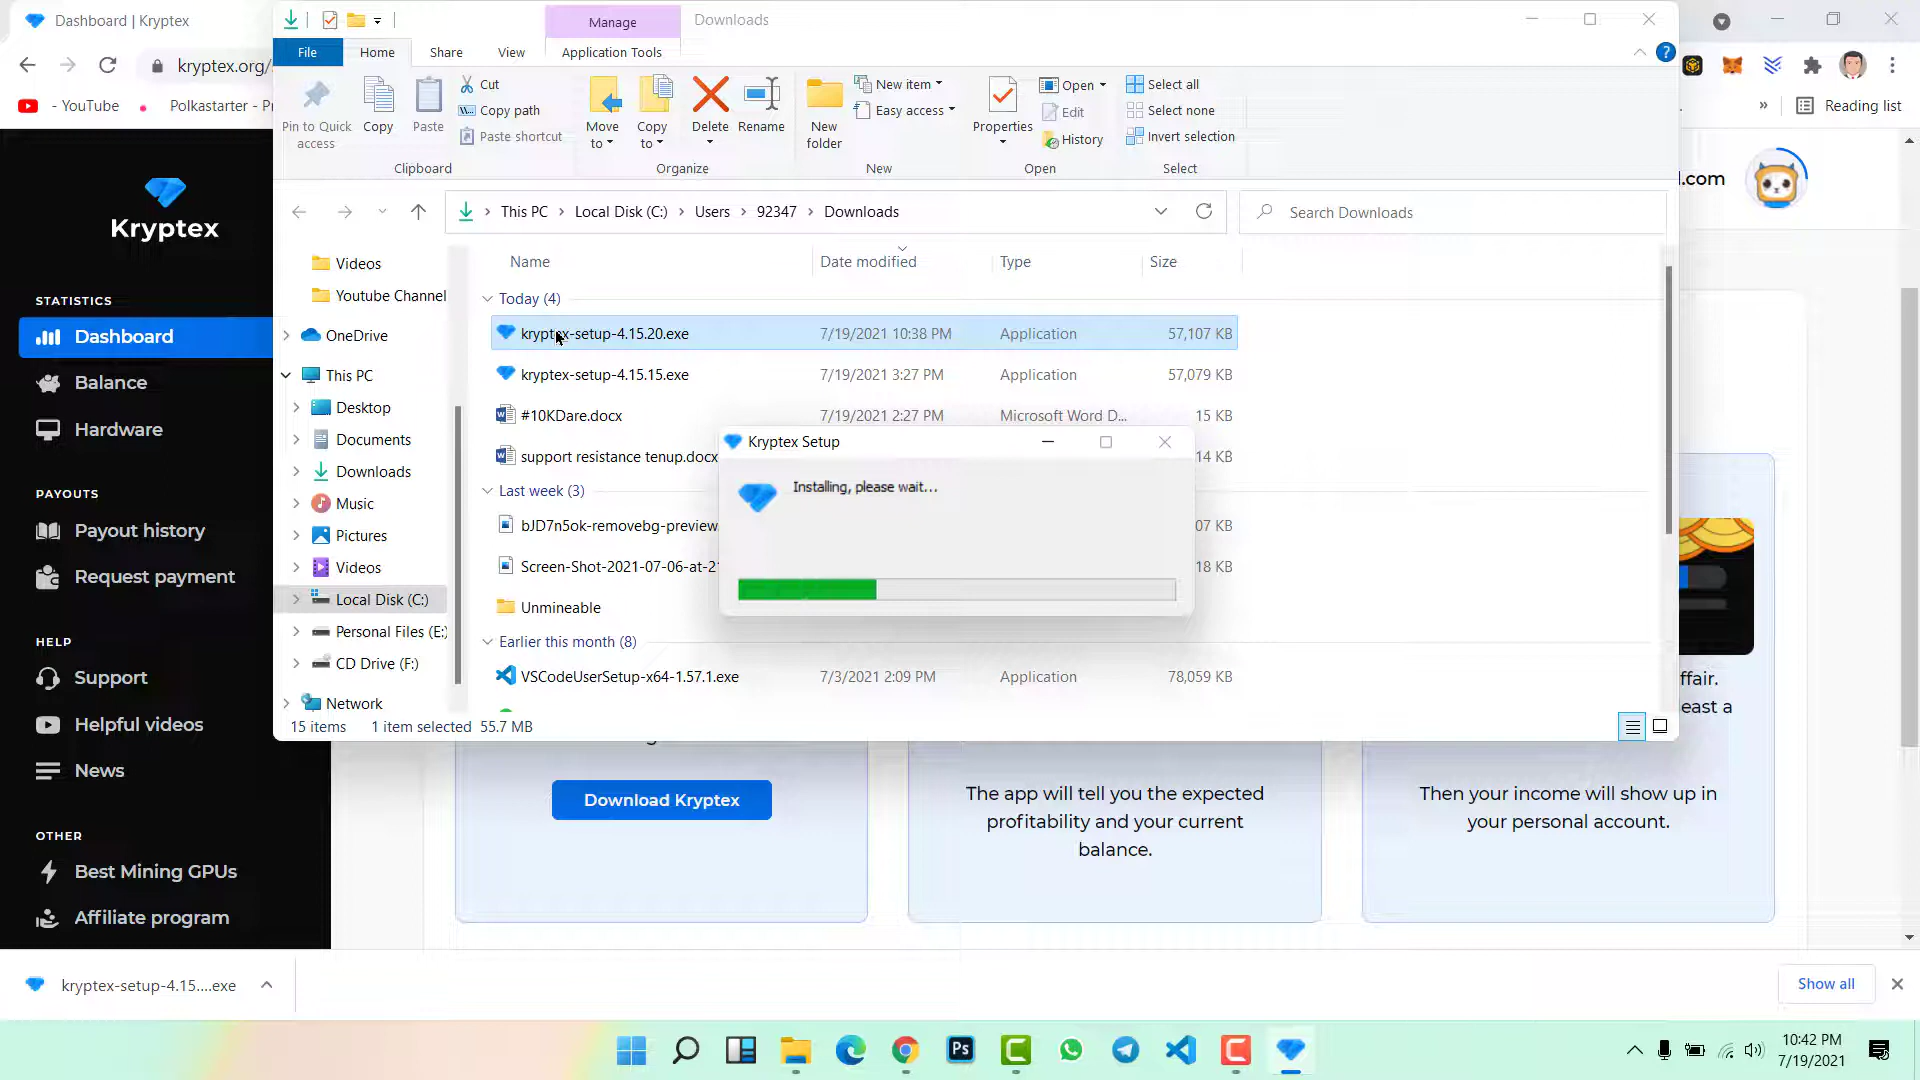 Dashboard | Kryptex
Manage
Downloads
File
Home
Share
View
Application Tools
kryptex.org/
- YouTube
Polkastarter - Pr
Reading list
Pin to Quick access
Copy
Paste
Cut
Copy path
Paste shortcut
Clipboard
Move to
Copy to
Delete
Rename
Organize
New folder
New item
Easy access
New
Properties
Open
Edit
History
Open
Select all
Select none
Invert selection
Select
This PC
Local Disk (C:)
Users
92347
Downloads
Search Downloads
Kryptex
STATISTICS
Dashboard
Balance
Hardware
PAYOUTS
Payout history
Request payment
HELP
Support
Helpful videos
News
OTHER
Best Mining GPUs
Affiliate program
Videos
Youtube Channel
OneDrive
This PC
Desktop
Documents
Downloads
Music
Pictures
Videos
Local Disk (C:)
Personal Files (E:)
CD Drive (F:)
Network
Name
Date modified
Type
Size
Today (4)
kryptex-setup-4.15.20.exe 7/19/2021 10:38 PM Application 57,107 KB
kryptex-setup-4.15.15.exe 7/19/2021 3:27 PM Application 57,079 KB
#10KDare.docx 7/19/2021 2:27 PM Microsoft Word D... 15 KB
support resistance tenup.docx 14 KB
Last week (3)
bJD7n5ok-removebg-preview 07 KB
Screen-Shot-2021-07-06-at-2 18 KB
Unmineable
Earlier this month (8)
VSCodeUserSetup-x64-1.57.1.exe 7/3/2021 2:09 PM Application 78,059 KB
15 items 1 item selected 55.7 MB
Kryptex Setup
Installing, please wait...
.com
ffair.
east a
Download Kryptex
The app will tell you the expected
profitability and your current
balance.
Then your income will show up in
your personal account.
kryptex-setup-4.15....exe
Show all
Ps
10:42 PM
7/19/2021